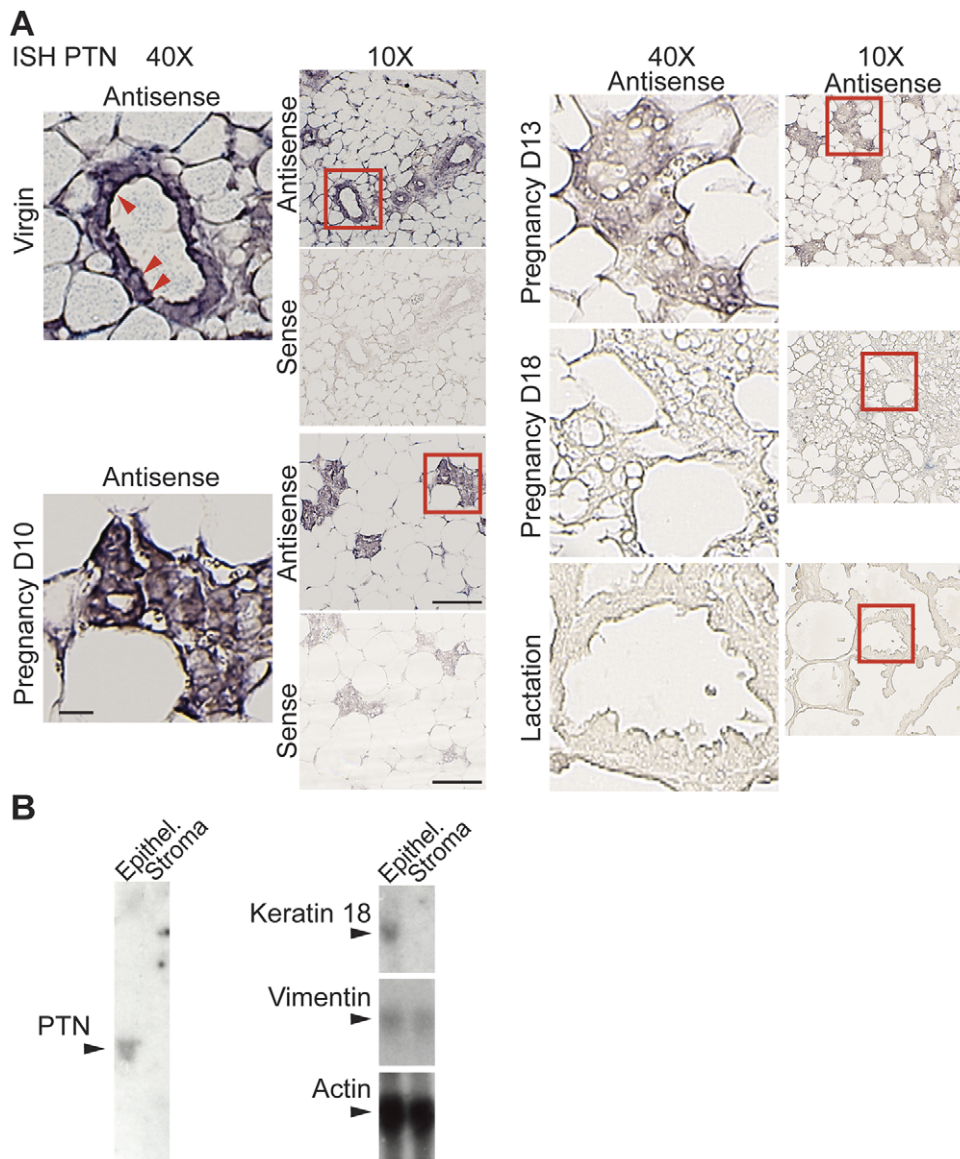 A
ISH PTN 40X 10X
40X 10X
Antisense
Antisense Antisense
Virgin
Antisense
Sense
Antisense
Pregnancy D10
Antisense
Sense
Pregnancy D13
Pregnancy D18
Lactation
B
Epithel.
Stroma
PTN
Epithel.
Stroma
Keratin 18
Vimentin
Actin